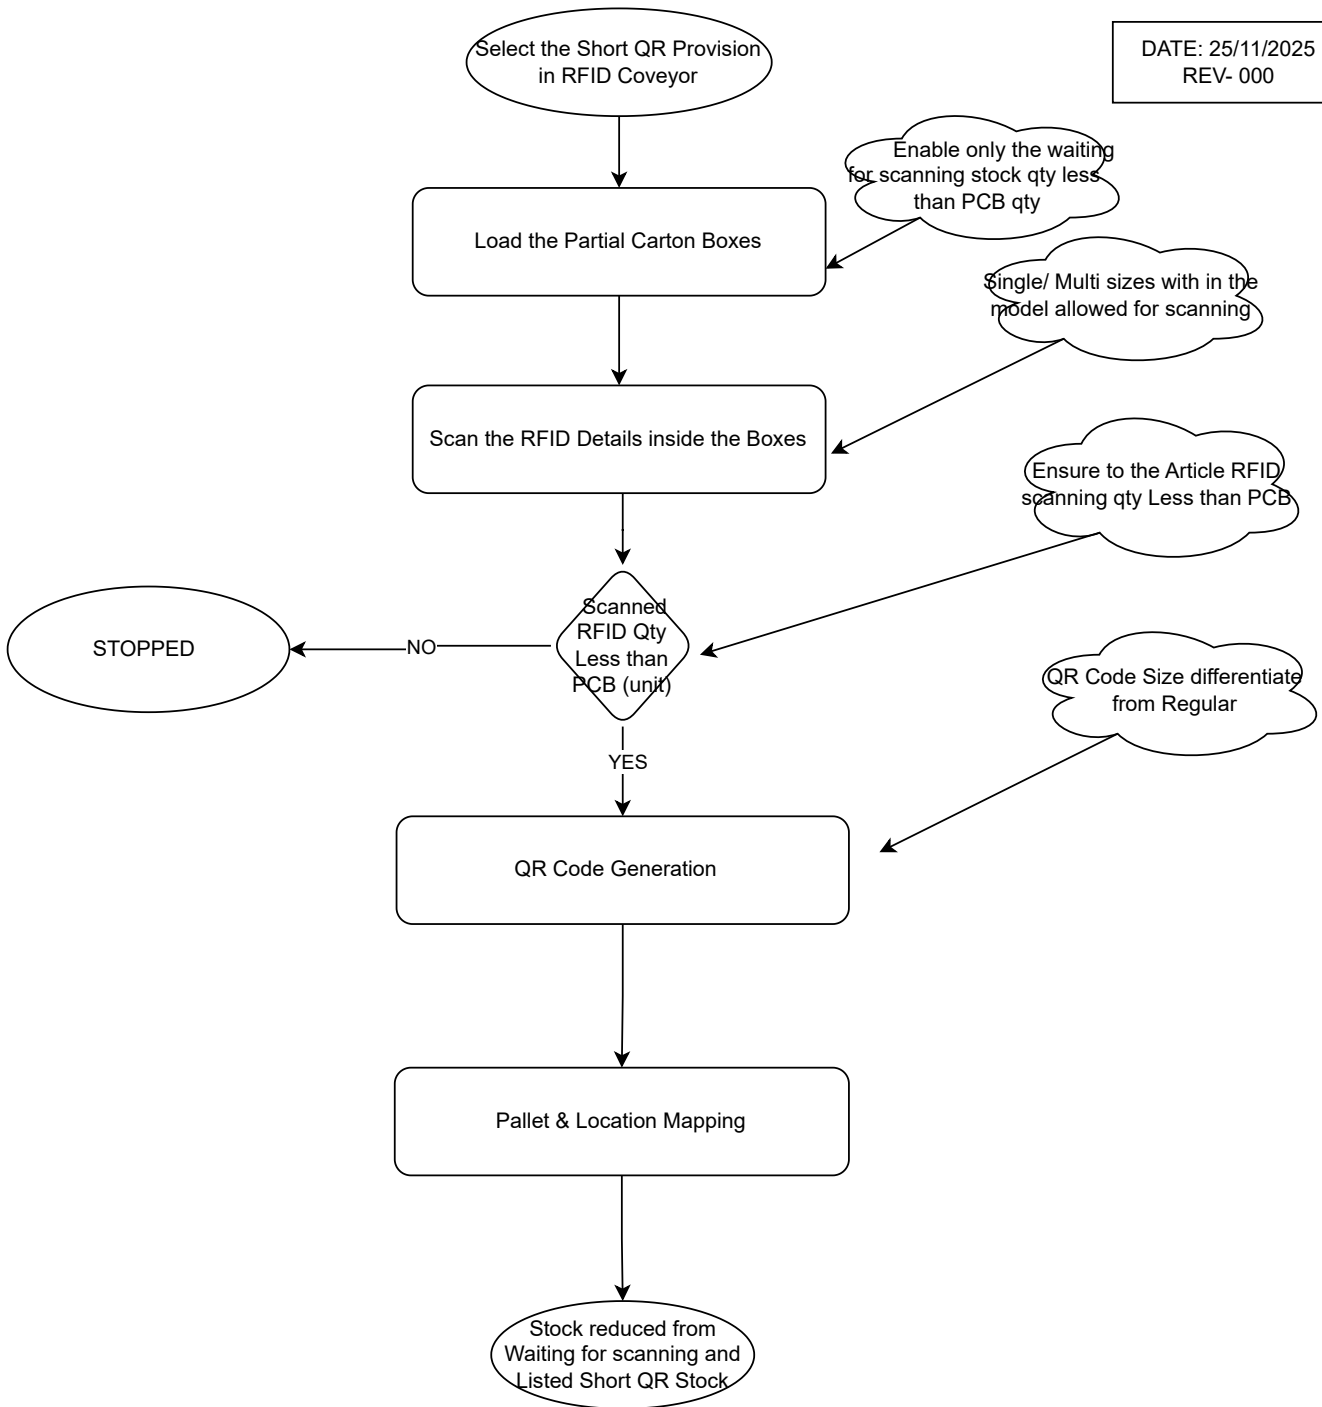 Select the Short QR Provision
in RFID Coveyor
DATE: 25/11/2025
REV- 000
Enable only the waiting
for scanning stock qty less
than PCB qty
Load the Partial Carton Boxes
Single/ Multi sizes with in the
model allowed for scanning
Scan the RFID Details inside the Boxes
Ensure to the Article RFID
scanning qty Less than PCB
Scanned
RFID Qty
Less than
PCB (unit)
NO
STOPPED
QR Code Size differentiate
from Regular
YES
QR Code Generation
Pallet & Location Mapping
Stock reduced from
Waiting for scanning and
Listed Short QR Stock